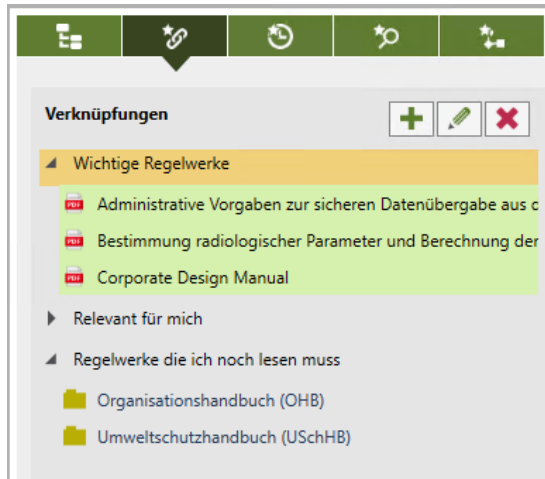 Verknüpfungen
Wichtige Regelwerke
PDF Administrative Vorgaben zur sicheren Datenübergabe aus
PDF Bestimmung radiologischer Parameter und Berechnung der
PDF Corporate Design Manual
Relevant für mich
Regelwerke die ich noch lesen muss
Organisationshandbuch (OHB)
Umweltschutzhandbuch (USchHB)